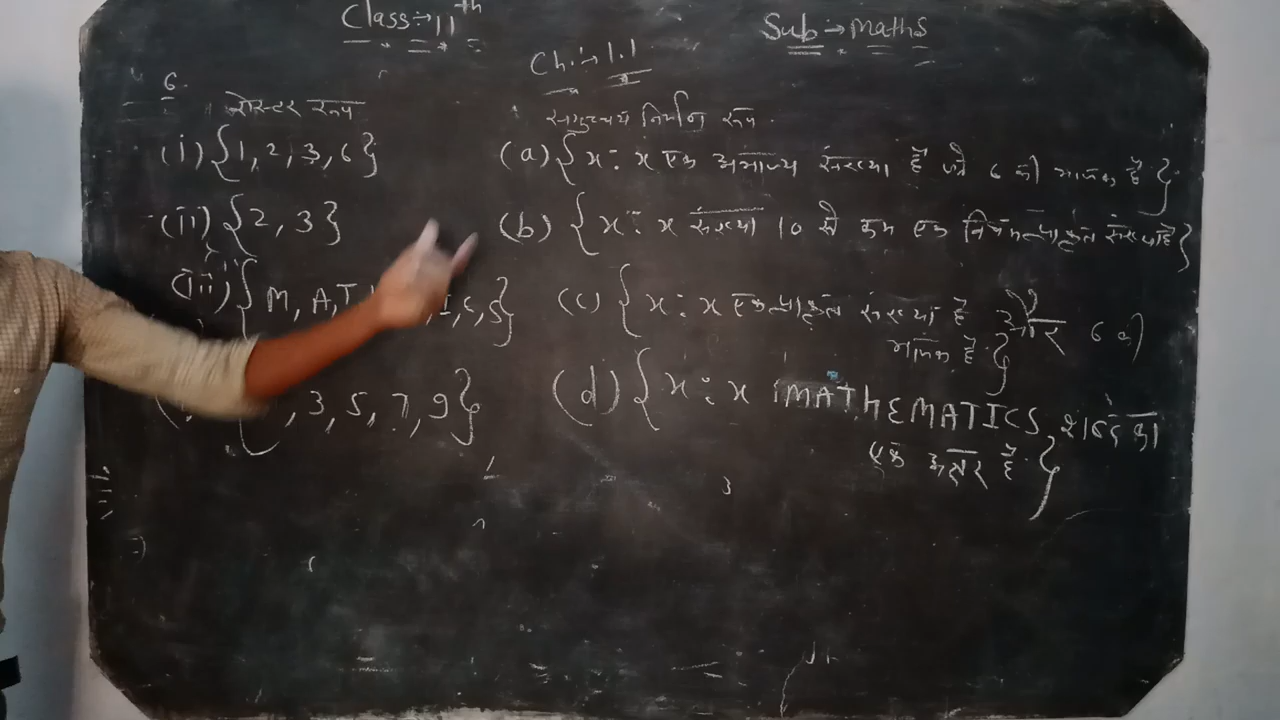 Class:→11th
Sub→Maths
Ch.:→1.1
6.
रोस्टर रूप
समुच्चय निर्माण रूप
(i) {1, 2, 3, 6}
(a) {x : x एक अभाज्य संख्या है जो 6 की भाजक है}
(ii) {2, 3}
(b) {x : x संख्या 10 से कम एक विषम प्राकृत संख्या है}
(iii) {M, A, T, I, C, S}
(c) {x : x एक प्राकृत संख्या है और 6 की
भाजक है}
, 3, 5, 7, 9}
(d) {x : x MATHEMATICS शब्द का
एक अक्षर है}